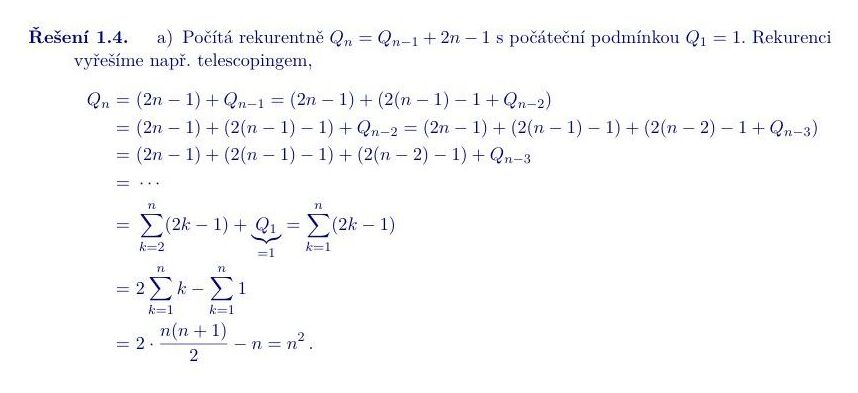 Řešení 1.4. a) Počítá rekurentně $Q_n = Q_{n-1} + 2n - 1$ s počáteční podmínkou $Q_1 = 1$. Rekurenci
vyřešíme např. telescopingem,
$Q_n = (2n - 1) + Q_{n-1} = (2n - 1) + (2(n - 1) - 1 + Q_{n-2})$
$= (2n - 1) + (2(n - 1) - 1) + Q_{n-2} = (2n - 1) + (2(n - 1) - 1) + (2(n - 2) - 1 + Q_{n-3})$
$= (2n - 1) + (2(n - 1) - 1) + (2(n - 2) - 1) + Q_{n-3}$
$= \cdots$
$= \sum_{k=2}^{n} (2k - 1) + \underbrace{Q_1}_{=1} = \sum_{k=1}^{n} (2k - 1)$
$= 2 \sum_{k=1}^{n} k - \sum_{k=1}^{n} 1$
$= 2 \cdot \frac{n(n+1)}{2} - n = n^2 .$